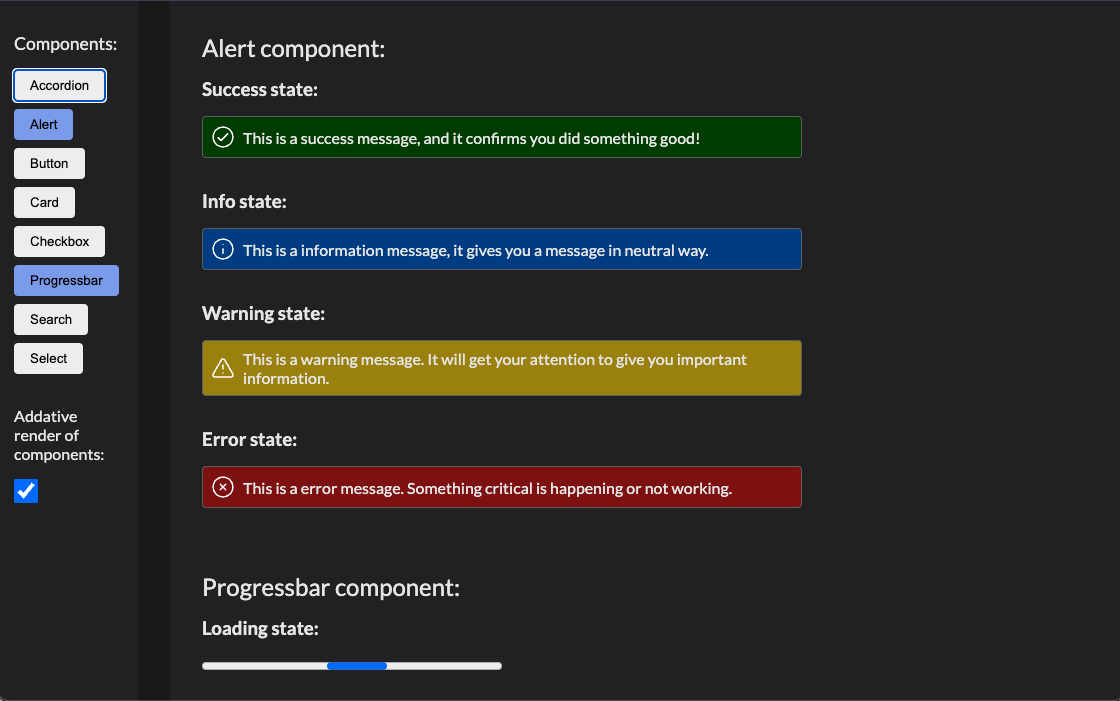 Components:
Accordion
Alert
Button
Card
Checkbox
Progressbar
Search
Select
Addative
render of
components:
Alert component:
Success state:
This is a success message, and it confirms you did something good!
Info state:
This is a information message, it gives you a message in neutral way.
Warning state:
This is a warning message. It will get your attention to give you important
information.
Error state:
This is a error message. Something critical is happening or not working.
Progressbar component:
Loading state: